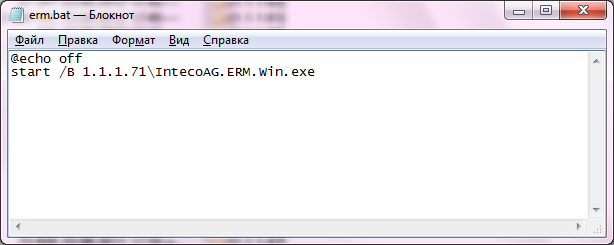 erm.bat — Блокнот
Файл Правка Формат Вид Справка
@echo off
start /B 1.1.1.71\IntecoAG.ERM.Win.exe